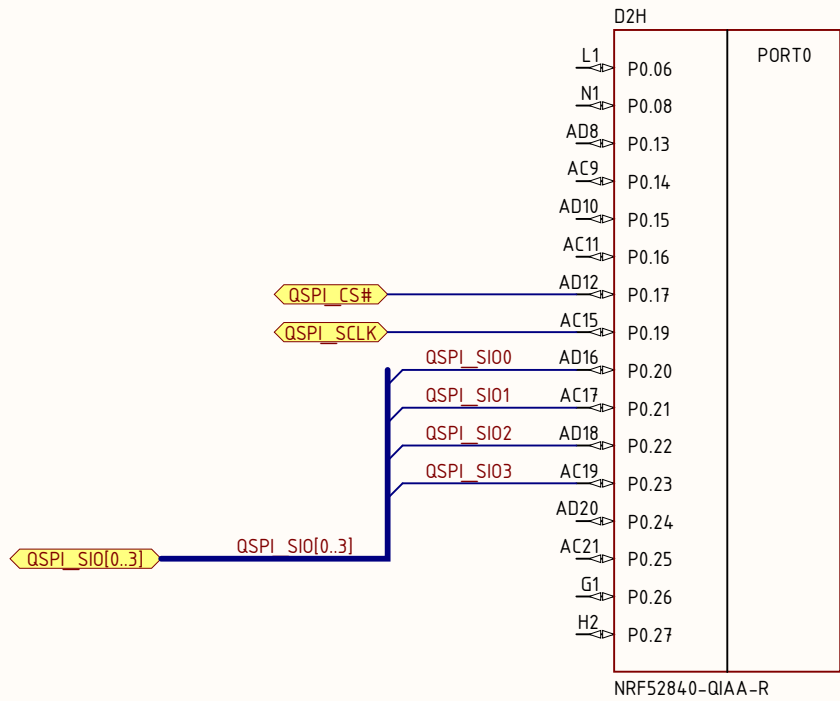 D2H
PORT0
L1 P0.06
N1 P0.08
AD8 P0.13
AC9 P0.14
AD10 P0.15
AC11 P0.16
QSPI_CS# AD12 P0.17
QSPI_SCLK AC15 P0.19
QSPI_SIO0 AD16 P0.20
QSPI_SIO1 AC17 P0.21
QSPI_SIO2 AD18 P0.22
QSPI_SIO3 AC19 P0.23
AD20 P0.24
QSPI_SIO[0..3] QSPI_SIO[0..3] AC21 P0.25
G1 P0.26
H2 P0.27
NRF52840-QIAA-R